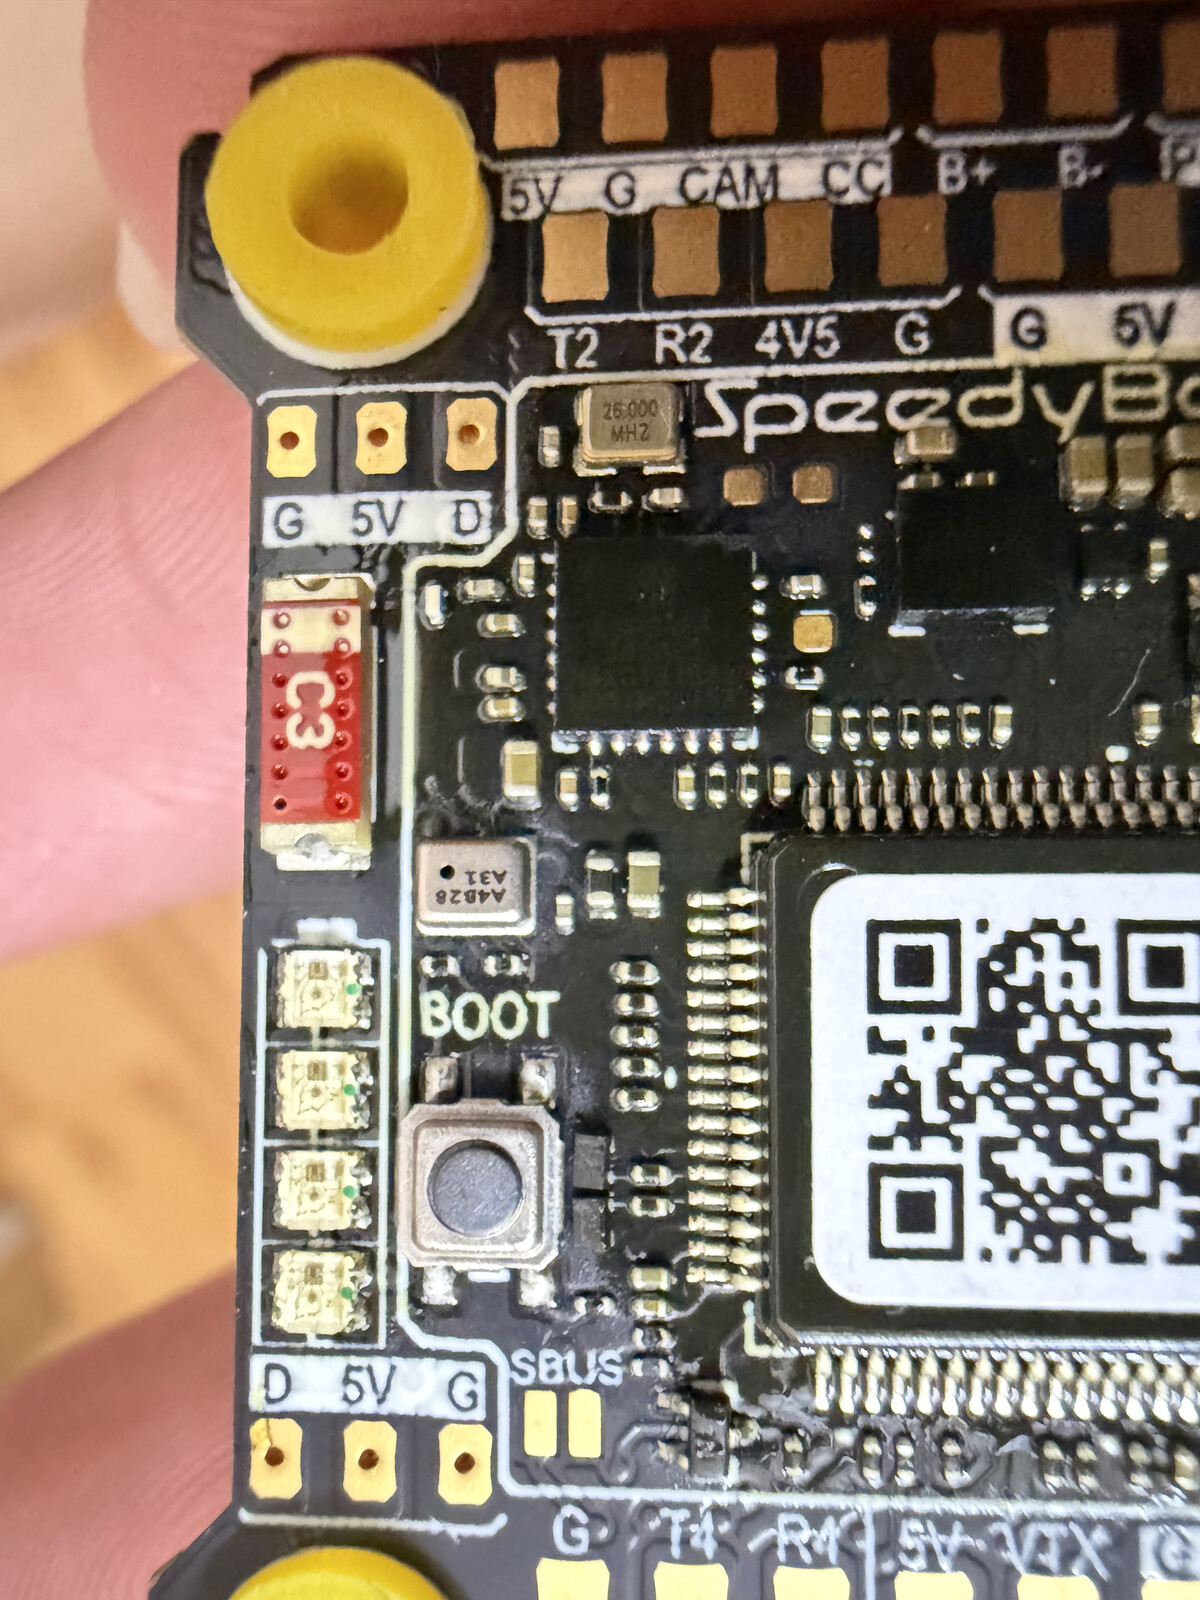 5V G CAM CC B+ B-
T2 R2 4V5 G G 5V
SpeedyB
26.000
MHZ
G 5V D
C3
A4B28
A31
BOOT
D 5V G
SBUS
G T4 R4 5V VTX G